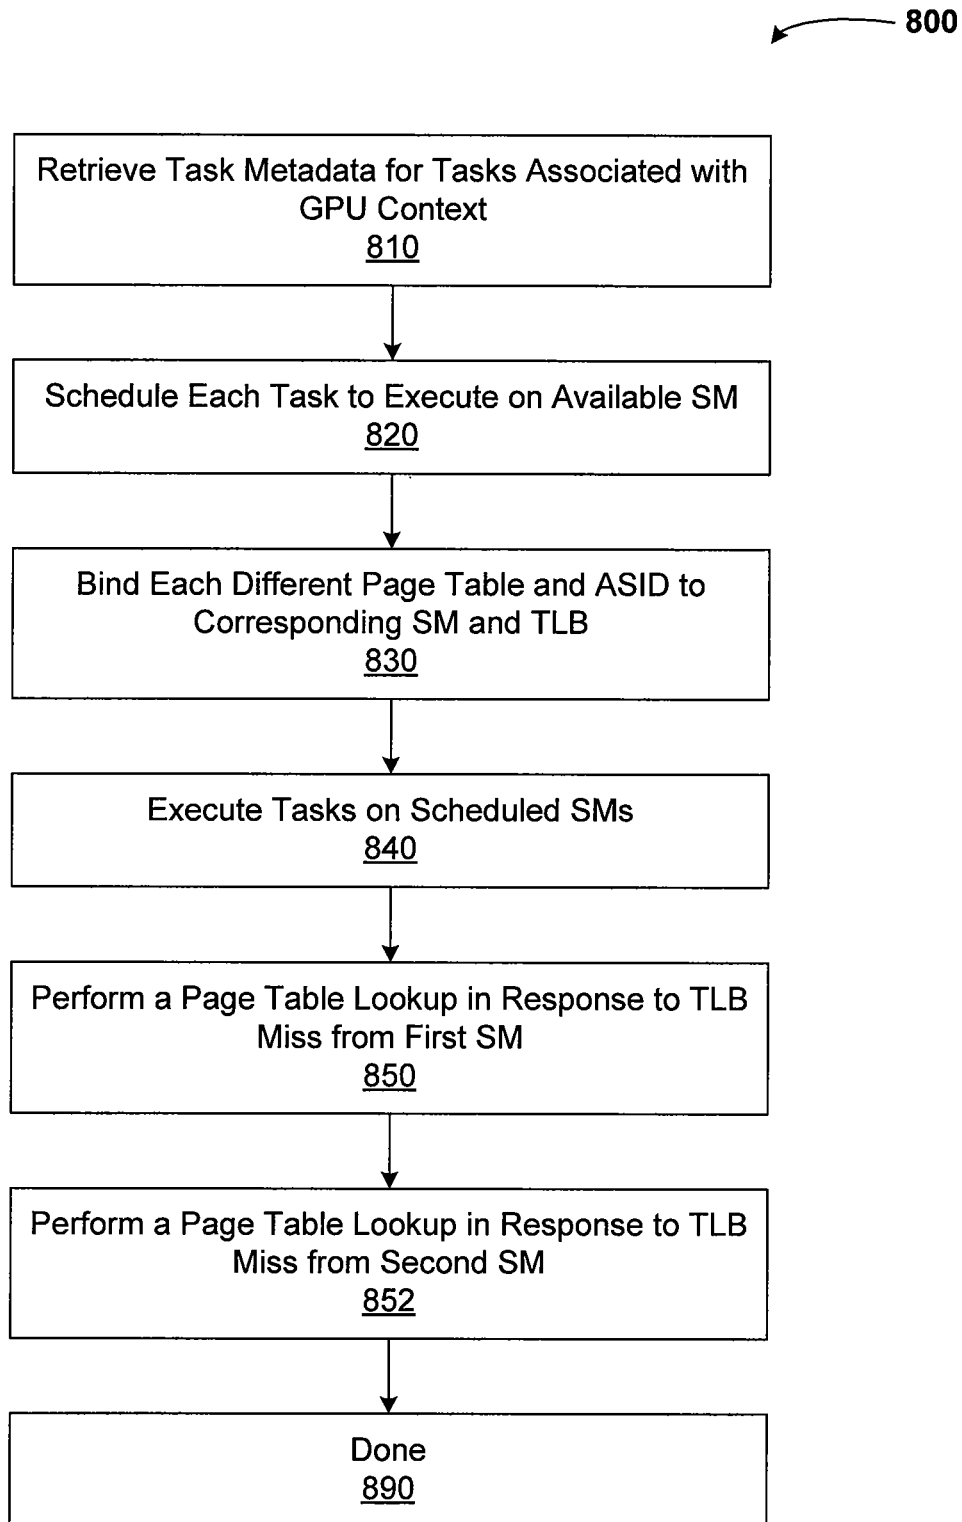 800
Retrieve Task Metadata for Tasks Associated with
GPU Context
810
Schedule Each Task to Execute on Available SM
820
Bind Each Different Page Table and ASID to
Corresponding SM and TLB
830
Execute Tasks on Scheduled SMs
840
Perform a Page Table Lookup in Response to TLB
Miss from First SM
850
Perform a Page Table Lookup in Response to TLB
Miss from Second SM
852
Done
890